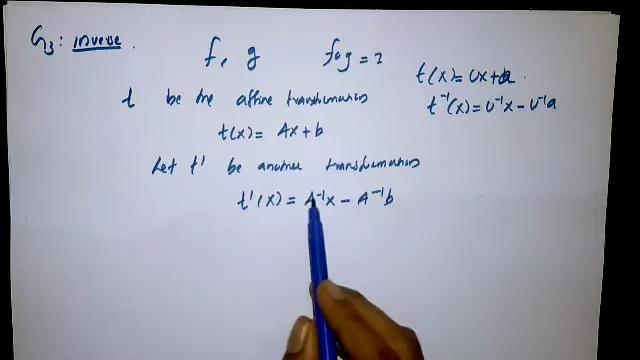 G3: inverse.
f, g fog = ?
t(x) = Ux+a.
t⁻¹(x) = U⁻¹x - U⁻¹a
t be the affine transformation
t(x) = Ax + b
Let t' be another transformation
t'(x) = A⁻¹x - A⁻¹b